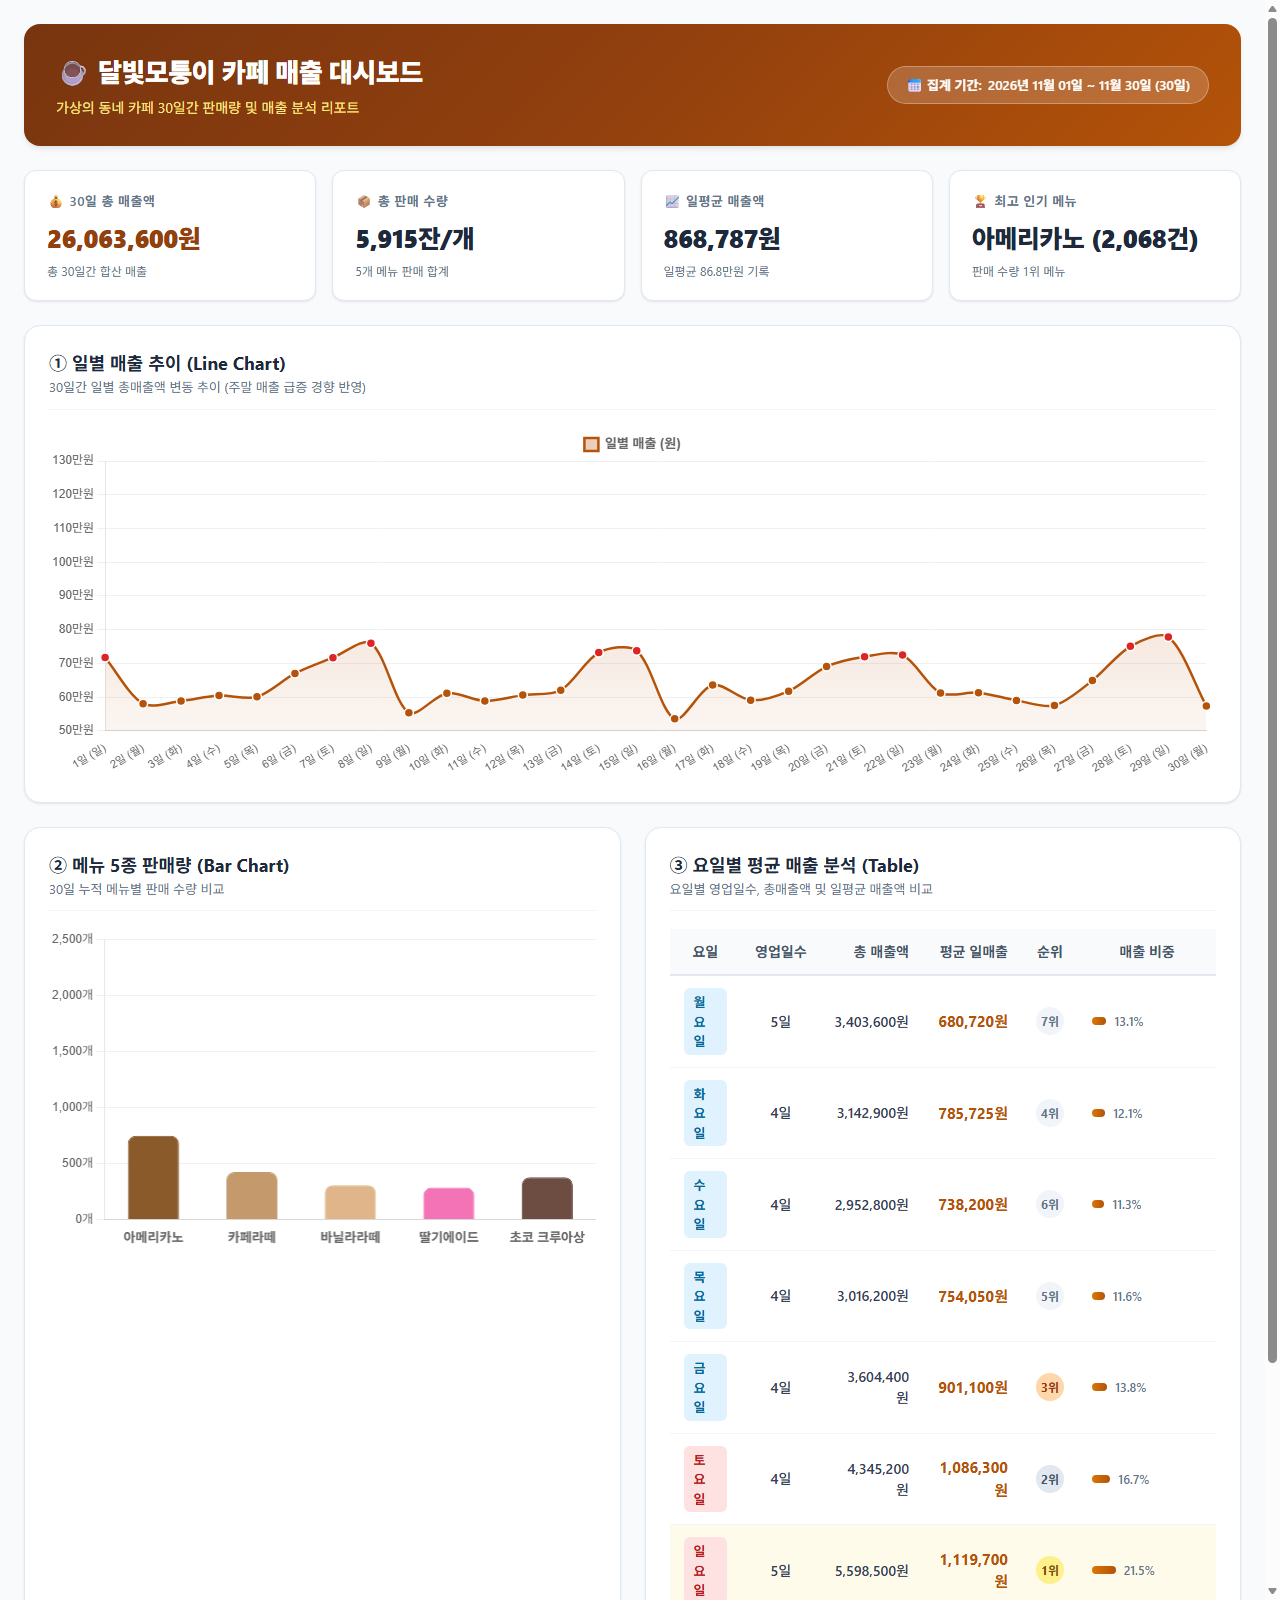 달빛모퉁이 카페 매출 대시보드
가상의 동네 카페 30일간 판매량 및 매출 분석 리포트
집계 기간: 2026년 11월 01일 ~ 11월 30일 (30일)
30일 총 매출액
26,063,600원
총 30일간 합산 매출
총 판매 수량
5,915잔/개
5개 메뉴 판매 합계
일평균 매출액
868,787원
일평균 86.8만원 기록
최고 인기 메뉴
아메리카노 (2,068건)
판매 수량 1위 메뉴
① 일별 매출 추이 (Line Chart)
30일간 일별 총매출액 변동 추이 (주말 매출 급증 경향 반영)
일별 매출 (원)
130만원
120만원
110만원
100만원
90만원
80만원
70만원
60만원
50만원
1일 (일)
2일 (월)
3일 (화)
4일 (수)
5일 (목)
6일 (금)
7일 (토)
8일 (일)
9일 (월)
10일 (화)
11일 (수)
12일 (목)
13일 (금)
14일 (토)
15일 (일)
16일 (월)
17일 (화)
18일 (수)
19일 (목)
20일 (금)
21일 (토)
22일 (일)
23일 (월)
24일 (화)
25일 (수)
26일 (목)
27일 (금)
28일 (토)
29일 (일)
30일 (월)
② 메뉴 5종 판매량 (Bar Chart)
30일 누적 메뉴별 판매 수량 비교
2,500개
2,000개
1,500개
1,000개
500개
0개
아메리카노
카페라떼
바닐라라떼
딸기에이드
초코 크루아상
③ 요일별 평균 매출 분석 (Table)
요일별 영업일수, 총매출액 및 일평균 매출액 비교
요일 영업일수 총 매출액 평균 일매출 순위 매출 비중
월요일 5일 3,403,600원 680,720원 7위 13.1%
화요일 4일 3,142,900원 785,725원 4위 12.1%
수요일 4일 2,952,800원 738,200원 6위 11.3%
목요일 4일 3,016,200원 754,050원 5위 11.6%
금요일 4일 3,604,400원 901,100원 3위 13.8%
토요일 4일 4,345,200원 1,086,300원 2위 16.7%
일요일 5일 5,598,500원 1,119,700원 1위 21.5%